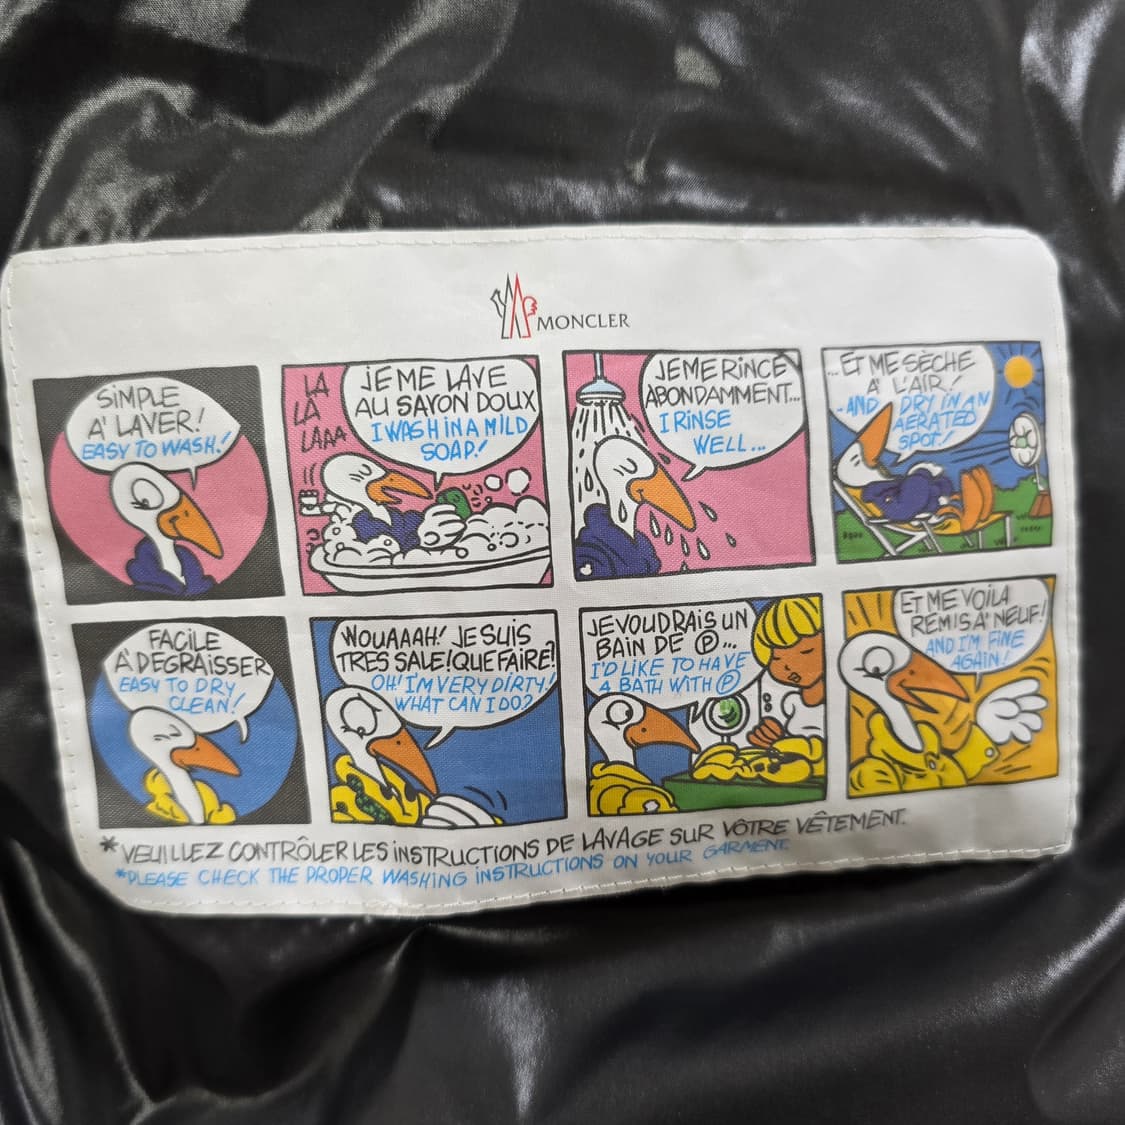 MONCLER
SIMPLE
A' LAVER!
EASY TO WASH!
LA
LA
LAAA
JE ME LAVE
AU SAVON DOUX
I WASH IN A MILD
SOAP!
JE ME RINCE
ABONDAMMENT...
I RINSE
WELL...
...ET ME SÈCHE
A' L'AIR!
...AND DRY IN AN
AERATED
SPOT!
FACILE
A' DEGRAISSER
EASY TO DRY
CLEAN!
WOUAAAH! JE SUIS
TRES SALE! QUE FAIRE?
OH! I'M VERY DIRTY!
WHAT CAN I DO?
JE VOUDRAIS UN
BAIN DE Ⓟ...
I'D LIKE TO HAVE
A BATH WITH Ⓟ
ET ME VOILA
REMIS A' NEUF!
AND I'M FINE
AGAIN!
*VEUILLEZ CONTRÔLER LES INSTRUCTIONS DE LAVAGE SUR VÔTRE VÊTEMENT.
*PLEASE CHECK THE PROPER WASHING INSTRUCTIONS ON YOUR GARMENT.